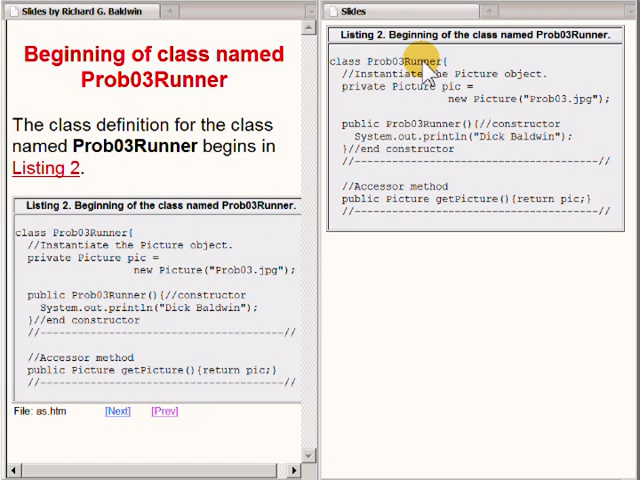 Slides by Richard G. Baldwin
Beginning of class named
Prob03Runner
The class definition for the class
named Prob03Runner begins in
Listing 2.
Listing 2. Beginning of the class named Prob03Runner.
class Prob03Runner{
//Instantiate the Picture object.
private Picture pic =
new Picture("Prob03.jpg");
public Prob03Runner(){//constructor
System.out.println("Dick Baldwin");
}//end constructor
//---------------------------------------//
//Accessor method
public Picture getPicture(){return pic;}
//---------------------------------------//
File: as.htm [Next] [Prev]
Slides
Listing 2. Beginning of the class named Prob03Runner.
class Prob03Runner{
//Instantiate the Picture object.
private Picture pic =
new Picture("Prob03.jpg");
public Prob03Runner(){//constructor
System.out.println("Dick Baldwin");
}//end constructor
//---------------------------------------//
//Accessor method
public Picture getPicture(){return pic;}
//---------------------------------------//